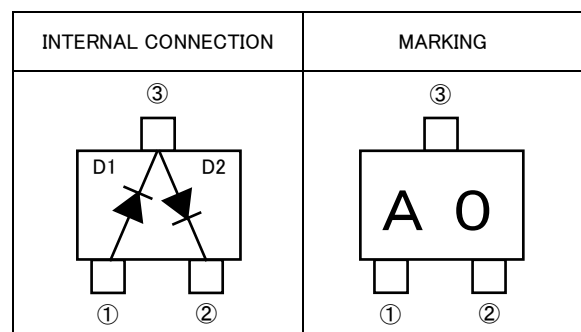 INTERNAL CONNECTION
MARKING
③
D1 D2
① ②
③
A 0
① ②